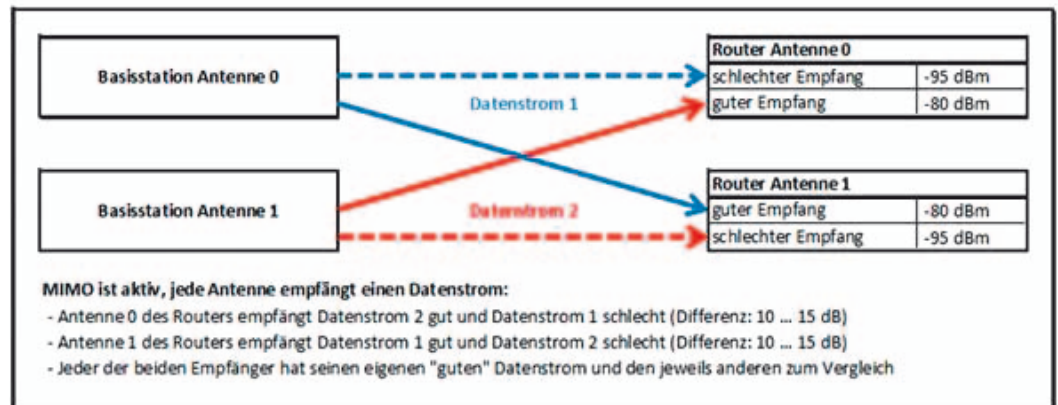 Router Antenne 0
Basisstation Antenne 0
schlechter Empfang -95 dBm
Datenstrom 1
guter Empfang -80 dBm
Router Antenne 1
Basisstation Antenne 1
guter Empfang -80 dBm
Datenstrom 2
schlechter Empfang -95 dBm
MIMO ist aktiv, jede Antenne empfängt einen Datenstrom:
- Antenne 0 des Routers empfängt Datenstrom 2 gut und Datenstrom 1 schlecht (Differenz: 10 ... 15 dB)
- Antenne 1 des Routers empfängt Datenstrom 1 gut und Datenstrom 2 schlecht (Differenz: 10 ... 15 dB)
- Jeder der beiden Empfänger hat seinen eigenen "guten" Datenstrom und den jeweils anderen zum Vergleich